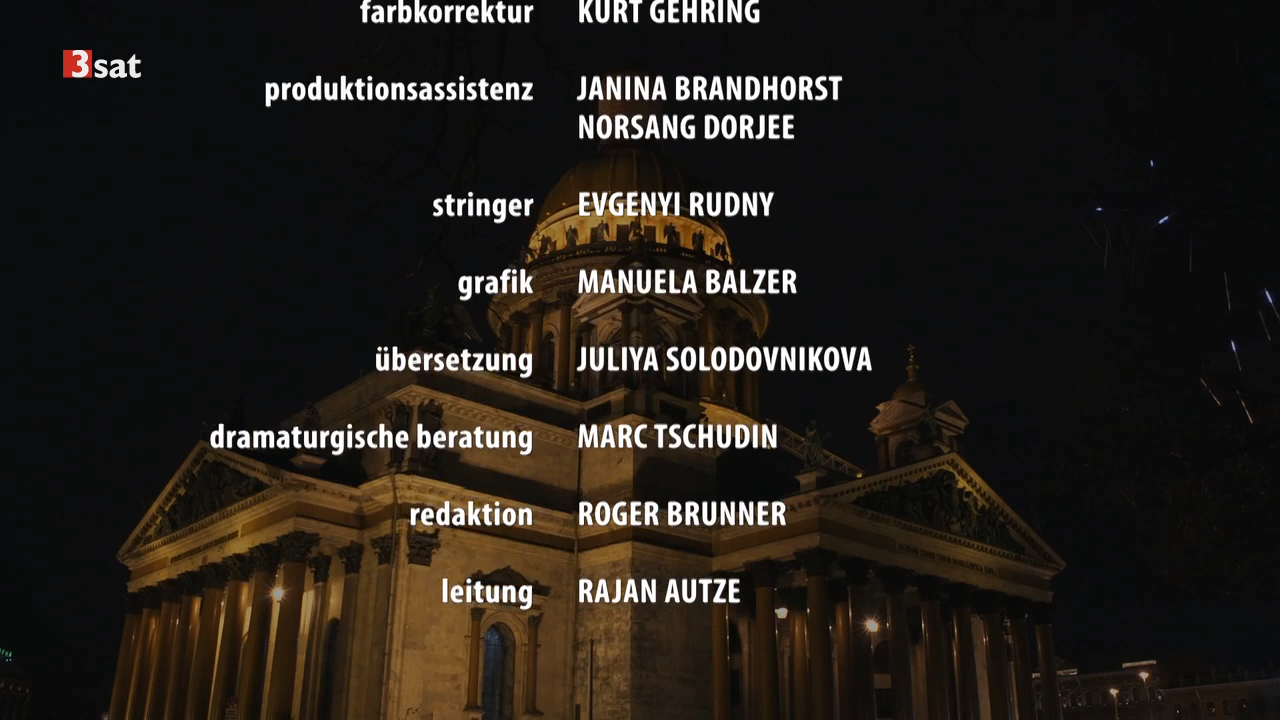 farbkorrektur KURT GEHRING
3sat
produktionsassistenz JANINA BRANDHORST
NORSANG DORJEE
stringer EVGENYI RUDNY
grafik MANUELA BALZER
übersetzung JULIYA SOLODOVNIKOVA
dramaturgische beratung MARC TSCHUDIN
redaktion ROGER BRUNNER
leitung RAJAN AUTZE